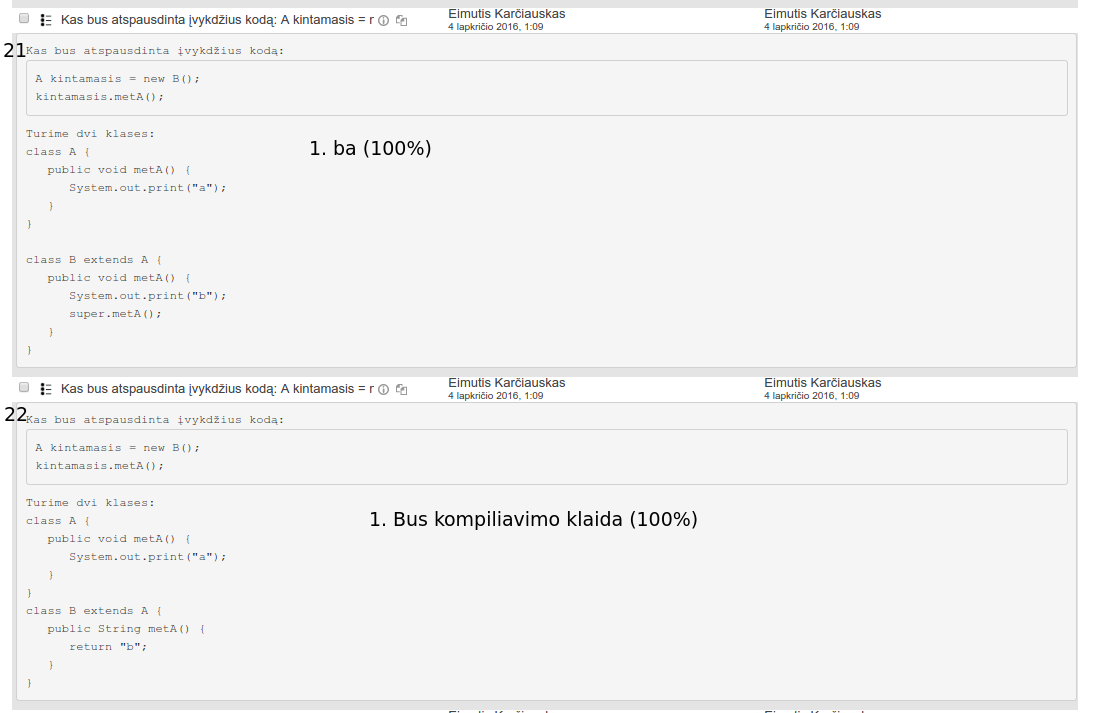 Kas bus atspausdinta įvykdžius kodą: A kintamasis = r
Eimutis Karčiauskas
Eimutis Karčiauskas
4 lapkričio 2016, 1:09
4 lapkričio 2016, 1:09
21
Kas bus atspausdinta įvykdžius kodą:
A kintamasis = new B();
kintamasis.metA();
Turime dvi klases:
class A {
1. ba (100%)
public void metA() {
System.out.print("a");
}
}
class B extends A {
public void metA() {
System.out.print("b");
super.metA();
}
}
Kas bus atspausdinta įvykdžius kodą: A kintamasis = r
Eimutis Karčiauskas
Eimutis Karčiauskas
4 lapkričio 2016, 1:09
4 lapkričio 2016, 1:09
22
Kas bus atspausdinta įvykdžius kodą:
A kintamasis = new B();
kintamasis.metA();
Turime dvi klases:
class A {
1. Bus kompiliavimo klaida (100%)
public void metA() {
System.out.print("a");
}
}
class B extends A {
public String metA() {
return "b";
}
}